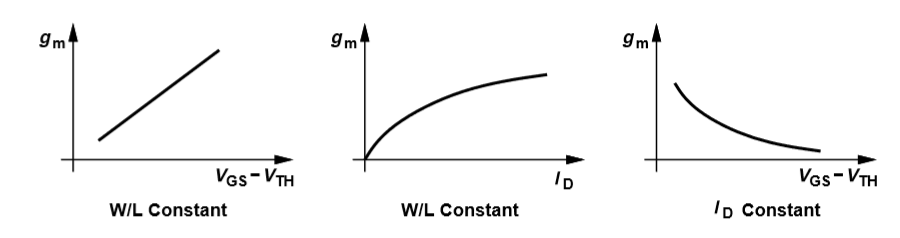 gm
VGS – VTH
W/L Constant
gm
ID
W/L Constant
gm
VGS – VTH
ID Constant